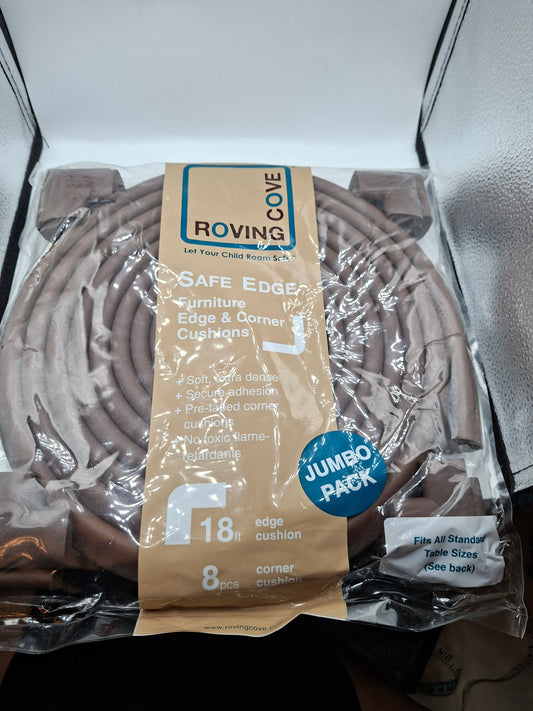 ROVING COVE
Let Your Child Roam Safe
SAFE EDGE
Furniture
Edge & Corner
Cushions
+ Soft, extra dense
+ Secure adhesion
+ Pre-taped corner
cushions
+ No toxic flame-
retardants
JUMBO
PACK
18ft edge
cushion
8pcs corner
cushion
Fits All Standard
Table Sizes
(See back)
www.rovingcove.